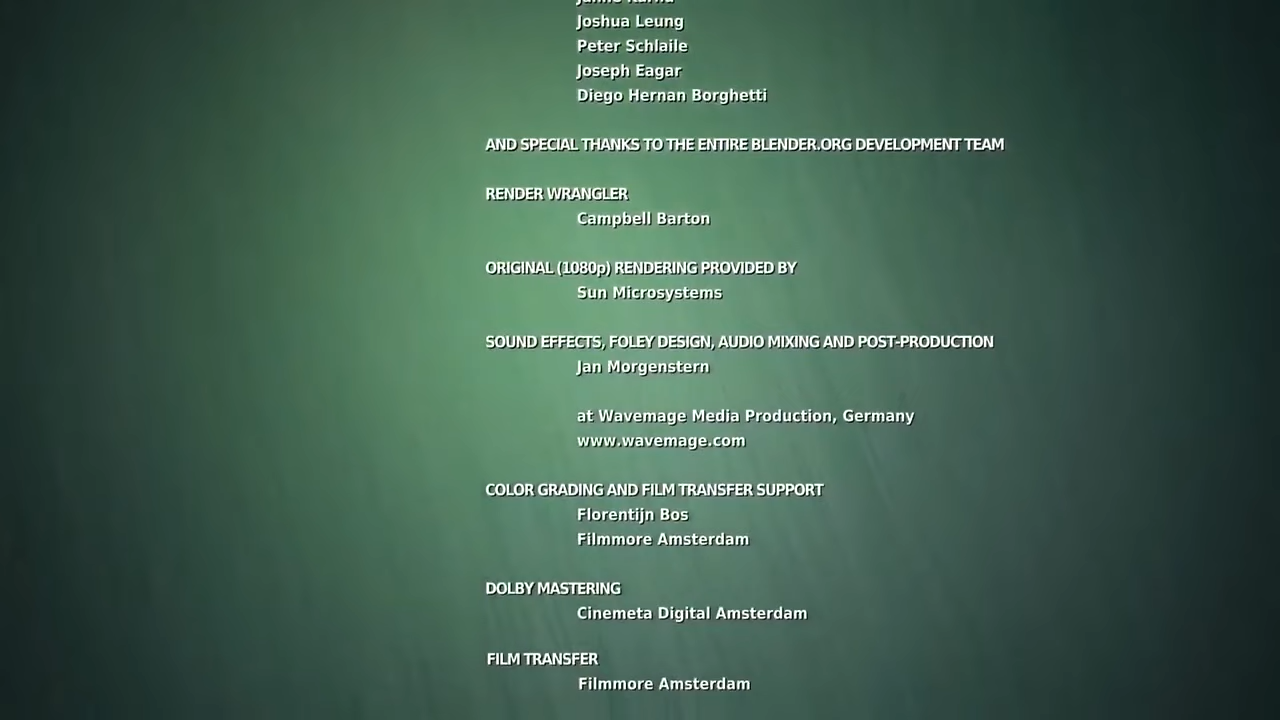 Joshua Leung
Peter Schlaile
Joseph Eagar
Diego Hernan Borghetti
AND SPECIAL THANKS TO THE ENTIRE BLENDER.ORG DEVELOPMENT TEAM
RENDER WRANGLER
Campbell Barton
ORIGINAL (1080p) RENDERING PROVIDED BY
Sun Microsystems
SOUND EFFECTS, FOLEY DESIGN, AUDIO MIXING AND POST-PRODUCTION
Jan Morgenstern
at Wavemage Media Production, Germany
www.wavemage.com
COLOR GRADING AND FILM TRANSFER SUPPORT
Florentijn Bos
Filmmore Amsterdam
DOLBY MASTERING
Cinemeta Digital Amsterdam
FILM TRANSFER
Filmmore Amsterdam